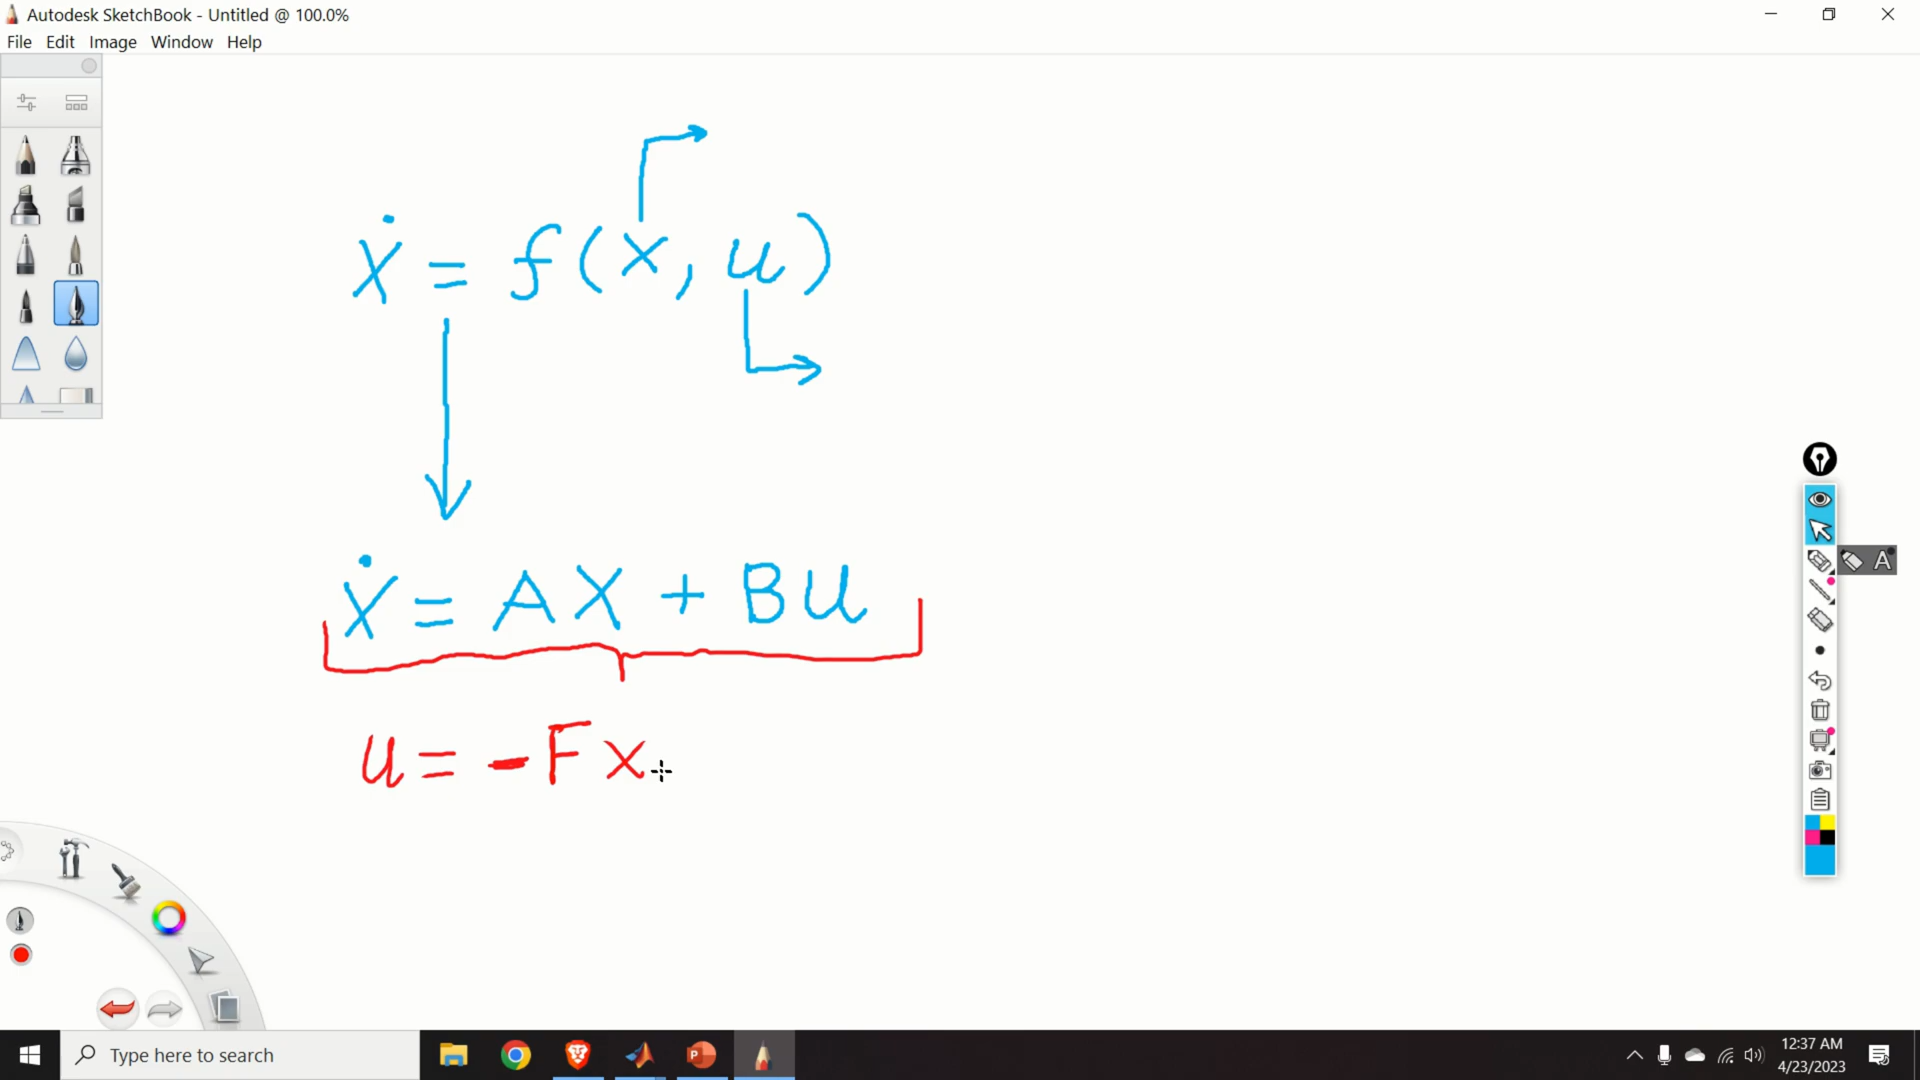 Autodesk SketchBook - Untitled @ 100.0%
File Edit Image Window Help
ẋ = f(x, u)
Ẋ = AX + BU
u = -Fx
A
Type here to search
12:37 AM
4/23/2023